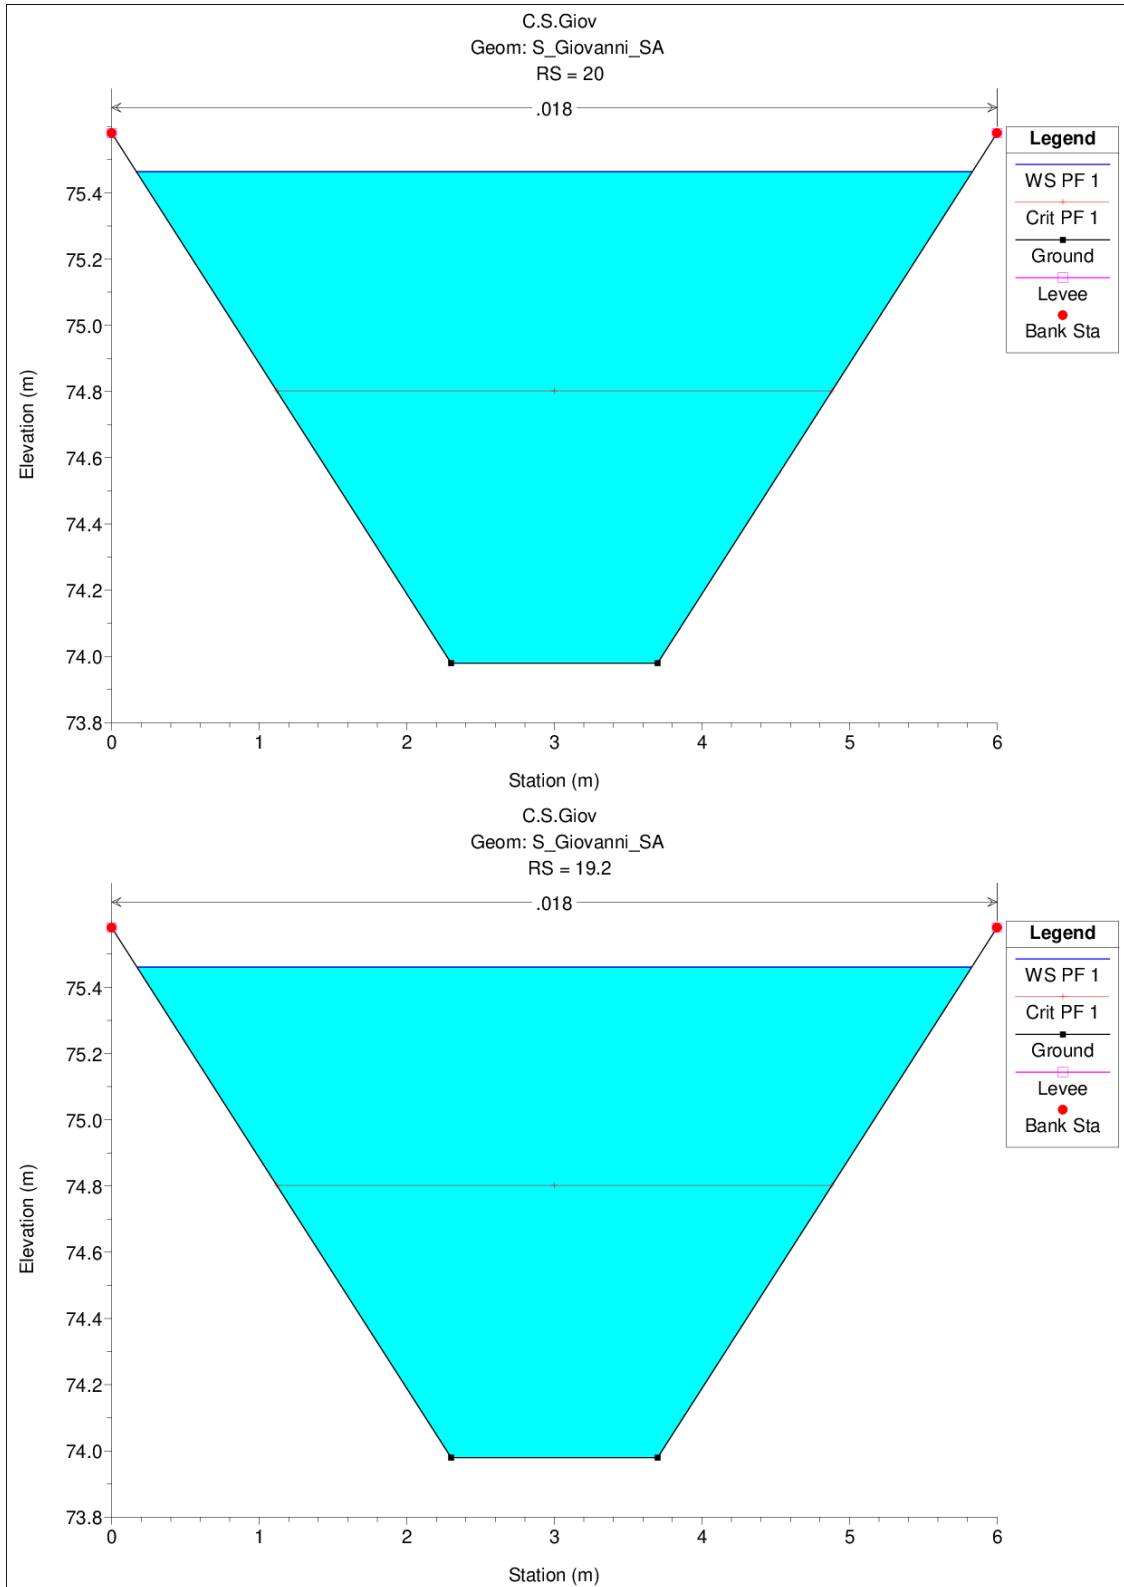 C.S.Giov
Geom: S_Giovanni_SA
RS = 20
.018
Legend
WS PF 1
Crit PF 1
Ground
Levee
Bank Sta
Elevation (m)
75.4
75.2
75.0
74.8
74.6
74.4
74.2
74.0
73.8
0 1 2 3 4 5 6
Station (m)
C.S.Giov
Geom: S_Giovanni_SA
RS = 19.2
.018
Legend
WS PF 1
Crit PF 1
Ground
Levee
Bank Sta
Elevation (m)
75.4
75.2
75.0
74.8
74.6
74.4
74.2
74.0
73.8
0 1 2 3 4 5 6
Station (m)